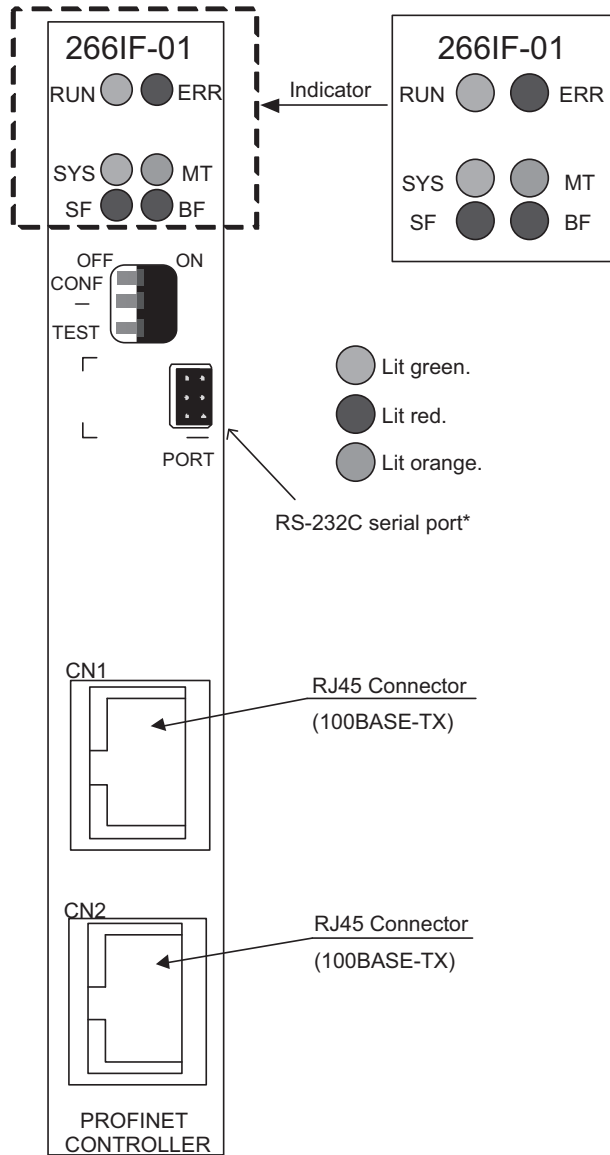 266IF-01
RUN ERR
SYS MT
SF BF
Indicator
266IF-01
RUN ERR
SYS MT
SF BF
OFF ON
CONF
TEST
PORT
Lit green.
Lit red.
Lit orange.
RS-232C serial port*
CN1
RJ45 Connector
(100BASE-TX)
CN2
RJ45 Connector
(100BASE-TX)
PROFINET
CONTROLLER